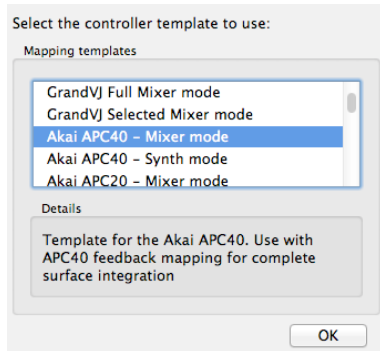 Select the controller template to use:
Mapping templates
GrandVJ Full Mixer mode
GrandVJ Selected Mixer mode
Akai APC40 – Mixer mode
Akai APC40 – Synth mode
Akai APC20 – Mixer mode
Details
Template for the Akai APC40. Use with
APC40 feedback mapping for complete
surface integration
OK